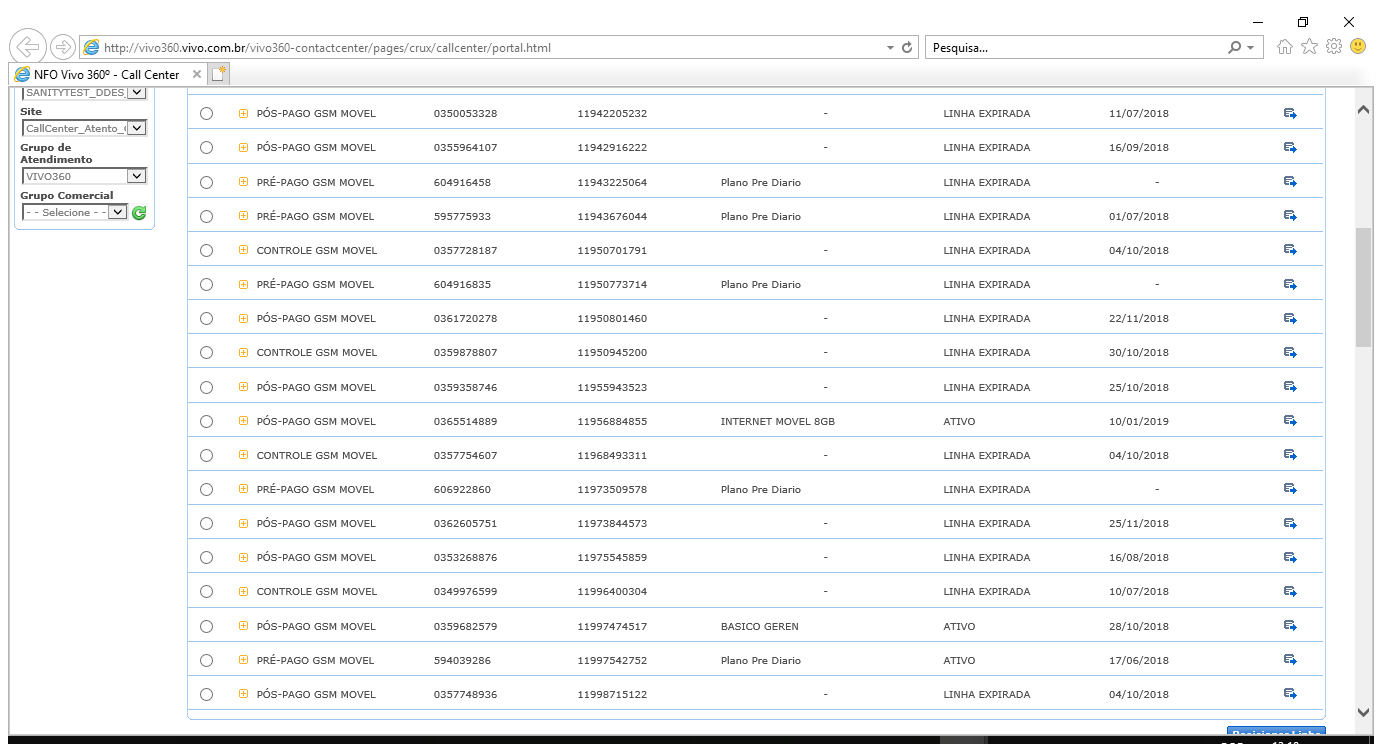 http://vivo360.vivo.com.br/vivo360-contactcenter/pages/crux/callcenter/portal.html
Pesquisa...
NFO Vivo 360º - Call Center
SANITYTEST_DDES_
Site
CallCenter_Atento_
Grupo de
Atendimento
VIVO360
Grupo Comercial
- - Selecione - -
PÓS-PAGO GSM MOVEL 0350053328 11942205232 - LINHA EXPIRADA 11/07/2018
PÓS-PAGO GSM MOVEL 0355964107 11942916222 - LINHA EXPIRADA 16/09/2018
PRÉ-PAGO GSM MOVEL 604916458 11943225064 Plano Pre Diario LINHA EXPIRADA -
PRÉ-PAGO GSM MOVEL 595775933 11943676044 Plano Pre Diario LINHA EXPIRADA 01/07/2018
CONTROLE GSM MOVEL 0357728187 11950701791 - LINHA EXPIRADA 04/10/2018
PRÉ-PAGO GSM MOVEL 604916835 11950773714 Plano Pre Diario LINHA EXPIRADA -
PÓS-PAGO GSM MOVEL 0361720278 11950801460 - LINHA EXPIRADA 22/11/2018
CONTROLE GSM MOVEL 0359878807 11950945200 - LINHA EXPIRADA 30/10/2018
PÓS-PAGO GSM MOVEL 0359358746 11955943523 - LINHA EXPIRADA 25/10/2018
PÓS-PAGO GSM MOVEL 0365514889 11956884855 INTERNET MOVEL 8GB ATIVO 10/01/2019
CONTROLE GSM MOVEL 0357754607 11968493311 - LINHA EXPIRADA 04/10/2018
PRÉ-PAGO GSM MOVEL 606922860 11973509578 Plano Pre Diario LINHA EXPIRADA -
PÓS-PAGO GSM MOVEL 0362605751 11973844573 - LINHA EXPIRADA 25/11/2018
PÓS-PAGO GSM MOVEL 0353268876 11975545859 - LINHA EXPIRADA 16/08/2018
CONTROLE GSM MOVEL 0349976599 11996400304 - LINHA EXPIRADA 10/07/2018
PÓS-PAGO GSM MOVEL 0359682579 11997474517 BASICO GEREN ATIVO 28/10/2018
PRÉ-PAGO GSM MOVEL 594039286 11997542752 Plano Pre Diario ATIVO 17/06/2018
PÓS-PAGO GSM MOVEL 0357748936 11998715122 - LINHA EXPIRADA 04/10/2018